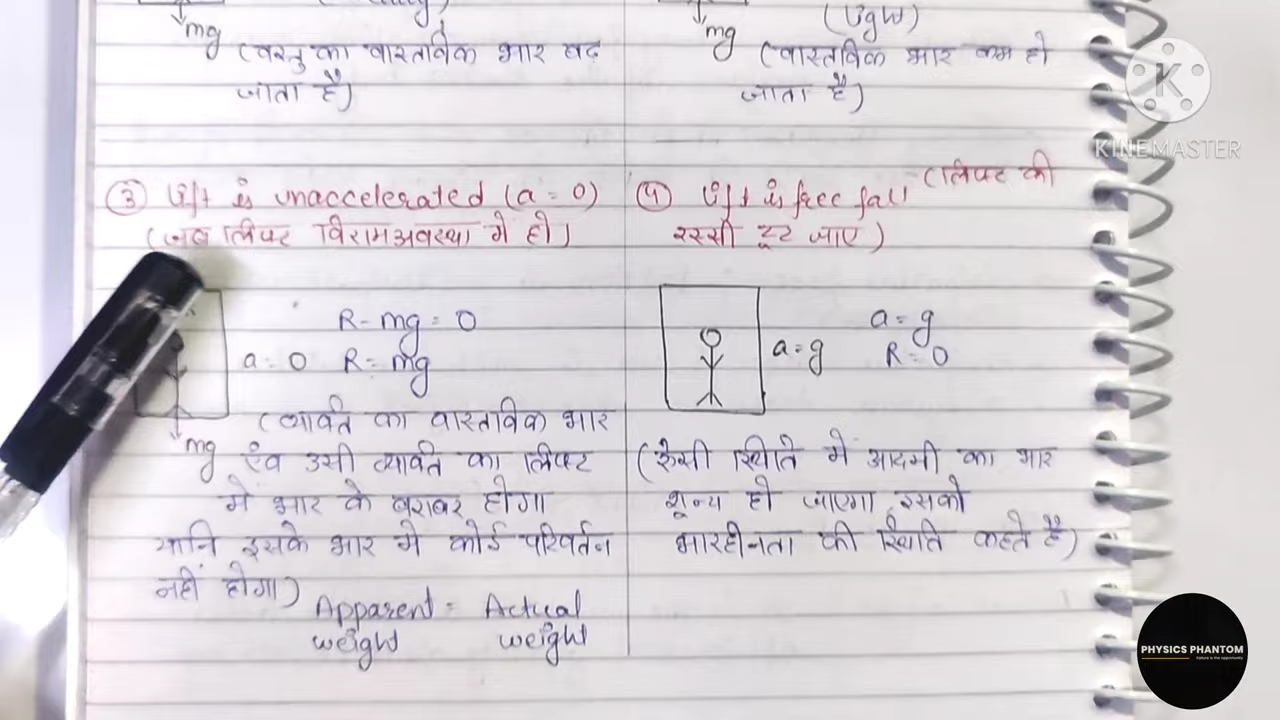 mg
(वस्तु का वास्तविक भार बढ
जाता है)
mg
(वास्तविक भार कम हो
जाता है)
③ Lift is unaccelerated (a = 0)
(जब लिफ्ट विरामअवस्था मे हो)
R - mg = 0
a = 0 R = mg
mg
(व्यक्ति का वास्तविक भार
एंव उसी व्यक्ति का लिफ्ट
मे भार के बराबर होगा
यानि इसके भार मे कोई परिवर्तन
नहीं होगा)
Apparent = Actual
weight weight
④ Lift is free fall (लिफ्ट की
रस्सी टूट जाए)
a = g
a = g
R = 0
(ऐसी स्थिति में आदमी का भार
शून्य हो जाएगा इसको
भारहीनता की स्थिति कहते है)
K
KINEMASTER
PHYSICS PHANTOM